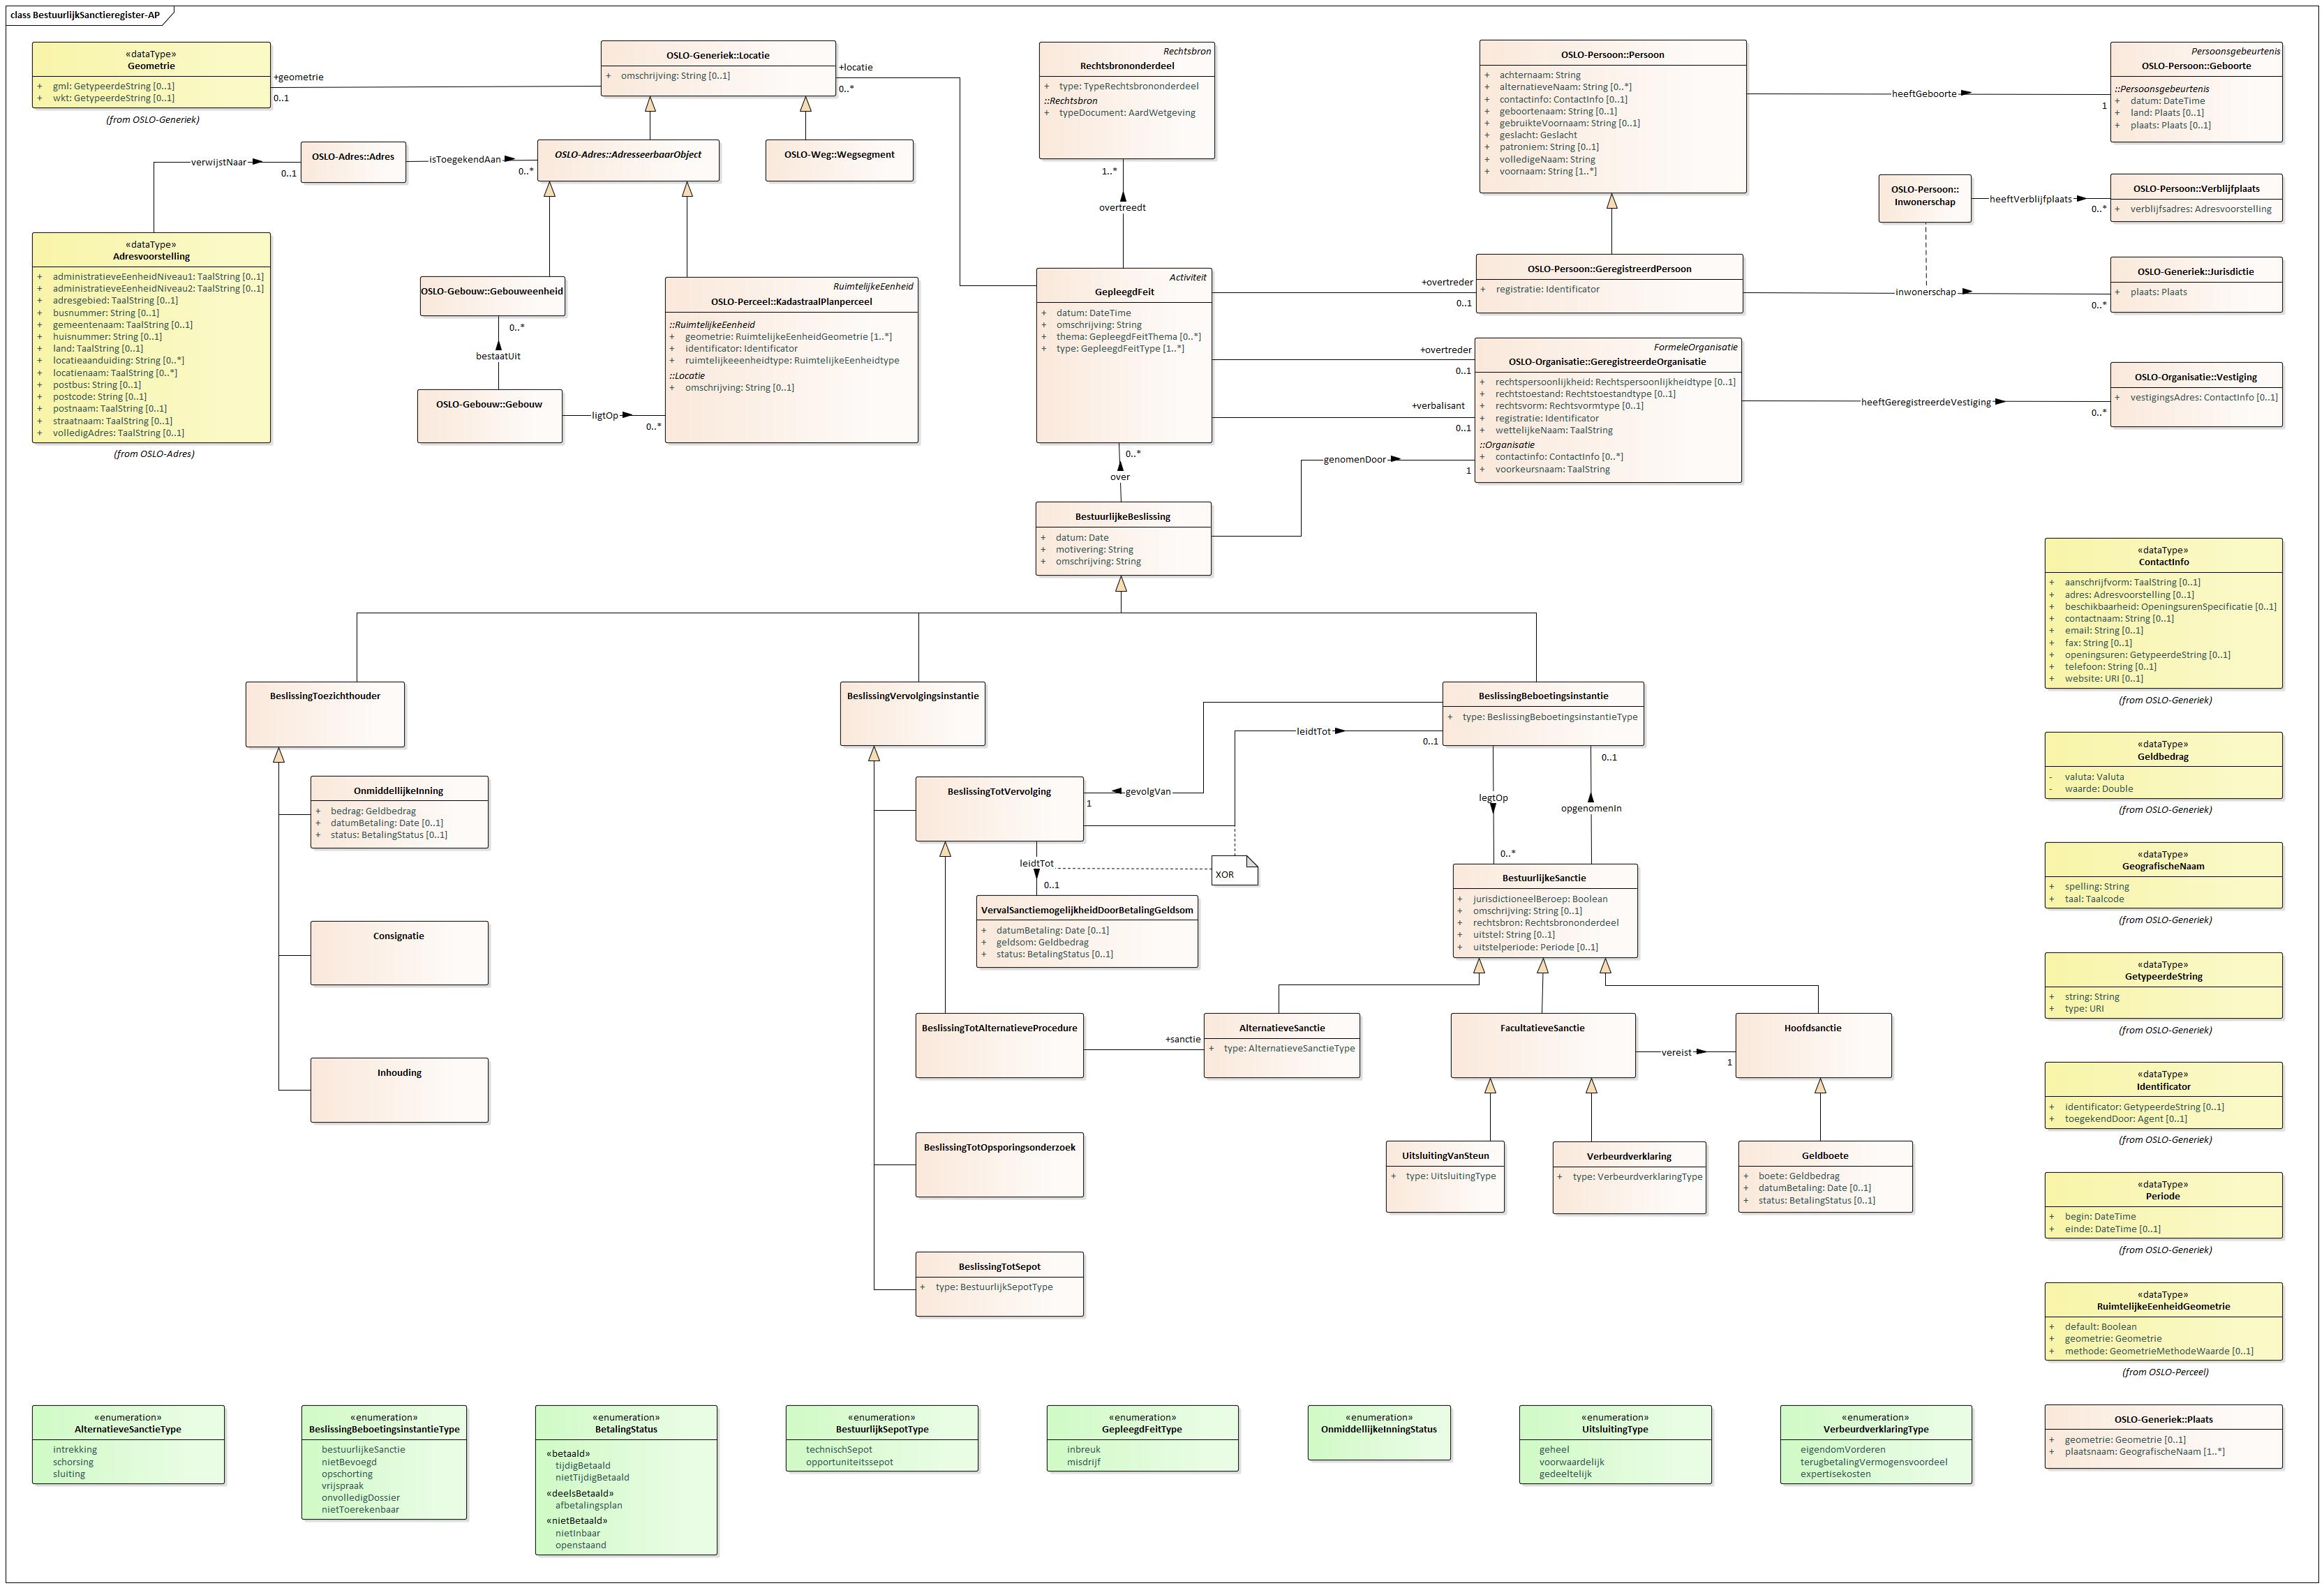 class BestuurlijkSanctieregister-AP
«dataType»
Geometrie
+ gml: GetypeerdeString [0..1]
+ wkt: GetypeerdeString [0..1]
(from OSLO-Generiek)
+geometrie
0..1
OSLO-Generiek::Locatie
+ omschrijving: String [0..1]
+locatie
0..*
Rechtsbron
Rechtsbrononderdeel
+ type: TypeRechtsbrononderdeel
::Rechtsbron
+ typeDocument: AardWetgeving
OSLO-Persoon::Persoon
+ achternaam: String
+ alternatieveNaam: String [0..*]
+ contactinfo: ContactInfo [0..1]
+ geboortenaam: String [0..1]
+ gebruikteVoornaam: String [0..1]
+ geslacht: Geslacht
+ patroniem: String [0..1]
+ volledigeNaam: String
+ voornaam: String [1..*]
heeftGeboorte
1
Persoonsgebeurtenis
OSLO-Persoon::Geboorte
::Persoonsgebeurtenis
+ datum: DateTime
+ land: Plaats [0..1]
+ plaats: Plaats [0..1]
verwijstNaar
0..1
OSLO-Adres::Adres
isToegekendAan
0..*
OSLO-Adres::AdresseerbaarObject
OSLO-Weg::Wegsegment
1..*
overtreedt
OSLO-Persoon::
Inwonerschap
heeftVerblijfplaats
0..*
OSLO-Persoon::Verblijfplaats
+ verblijfsadres: Adresvoorstelling
«dataType»
Adresvoorstelling
+ administratieveEenheidNiveau1: TaalString [0..1]
+ administratieveEenheidNiveau2: TaalString [0..1]
+ adresgebied: TaalString [0..1]
+ busnummer: String [0..1]
+ gemeentenaam: TaalString [0..1]
+ huisnummer: String [0..1]
+ land: TaalString [0..1]
+ locatieaanduiding: String [0..*]
+ locatienaam: TaalString [0..*]
+ postbus: String [0..1]
+ postcode: String [0..1]
+ postnaam: TaalString [0..1]
+ straatnaam: TaalString [0..1]
+ volledigAdres: TaalString [0..1]
(from OSLO-Adres)
OSLO-Gebouw::Gebouweenheid
0..*
bestaatUit
OSLO-Gebouw::Gebouw
ligtOp
0..*
RuimtelijkeEenheid
OSLO-Perceel::KadastraalPlanperceel
::RuimtelijkeEenheid
+ geometrie: RuimtelijkeEenheidGeometrie [1..*]
+ identificator: Identificator
+ ruimtelijkeeenheidtype: RuimtelijkeEenheidtype
::Locatie
+ omschrijving: String [0..1]
Activiteit
GepleegdFeit
+ datum: DateTime
+ omschrijving: String
+ thema: GepleegdFeitThema [0..*]
+ type: GepleegdFeitType [1..*]
+overtreder
0..1
OSLO-Persoon::GeregistreerdPersoon
+ registratie: Identificator
inwonerschap
0..*
OSLO-Generiek::Jurisdictie
+ plaats: Plaats
+overtreder
0..1
+verbalisant
0..1
FormeleOrganisatie
OSLO-Organisatie::GeregistreerdeOrganisatie
+ rechtspersoonlijkheid: Rechtspersoonlijkheidtype [0..1]
+ rechtstoestand: Rechtstoestandtype [0..1]
+ rechtsvorm: Rechtsvormtype [0..1]
+ registratie: Identificator
+ wettelijkeNaam: TaalString
::Organisatie
+ contactinfo: ContactInfo [0..*]
+ voorkeursnaam: TaalString
heeftGeregistreerdeVestiging
0..*
OSLO-Organisatie::Vestiging
+ vestigingsAdres: ContactInfo [0..1]
0..*
over
genomenDoor
1
BestuurlijkeBeslissing
+ datum: Date
+ motivering: String
+ omschrijving: String
«dataType»
ContactInfo
+ aanschrijfvorm: TaalString [0..1]
+ adres: Adresvoorstelling [0..1]
+ beschikbaarheid: OpeningsurenSpecificatie [0..1]
+ contactnaam: String [0..1]
+ email: String [0..1]
+ fax: String [0..1]
+ openingsuren: GetypeerdeString [0..1]
+ telefoon: String [0..1]
+ website: URI [0..1]
(from OSLO-Generiek)
BeslissingToezichthouder
BeslissingVervolgingsinstantie
BeslissingBeboetingsinstantie
+ type: BeslissingBeboetingsinstantieType
leidtTot
0..1
0..1
OnmiddellijkeInning
+ bedrag: Geldbedrag
+ datumBetaling: Date [0..1]
+ status: BetalingStatus [0..1]
BeslissingTotVervolging
gevolgVan
1
legtOp
0..*
opgenomenIn
«dataType»
Geldbedrag
- valuta: Valuta
- waarde: Double
(from OSLO-Generiek)
leidtTot
0..1
XOR
BestuurlijkeSanctie
+ jurisdictioneelBeroep: Boolean
+ omschrijving: String [0..1]
+ rechtsbron: Rechtsbrononderdeel
+ uitstel: String [0..1]
+ uitstelperiode: Periode [0..1]
«dataType»
GeografischeNaam
+ spelling: String
+ taal: Taalcode
(from OSLO-Generiek)
Consignatie
VervalSanctiemogelijkheidDoorBetalingGeldsom
+ datumBetaling: Date [0..1]
+ geldsom: Geldbedrag
+ status: BetalingStatus [0..1]
«dataType»
GetypeerdeString
+ string: String
+ type: URI
(from OSLO-Generiek)
Inhouding
BeslissingTotAlternatieveProcedure
+sanctie
AlternatieveSanctie
+ type: AlternatieveSanctieType
FacultatieveSanctie
vereist
1
Hoofdsanctie
«dataType»
Identificator
+ identificator: GetypeerdeString [0..1]
+ toegekendDoor: Agent [0..1]
(from OSLO-Generiek)
BeslissingTotOpsporingsonderzoek
UitsluitingVanSteun
+ type: UitsluitingType
Verbeurdverklaring
+ type: VerbeurdverklaringType
Geldboete
+ boete: Geldbedrag
+ datumBetaling: Date [0..1]
+ status: BetalingStatus [0..1]
«dataType»
Periode
+ begin: DateTime
+ einde: DateTime [0..1]
(from OSLO-Generiek)
BeslissingTotSepot
+ type: BestuurlijkSepotType
«dataType»
RuimtelijkeEenheidGeometrie
+ default: Boolean
+ geometrie: Geometrie
+ methode: GeometrieMethodeWaarde [0..1]
(from OSLO-Perceel)
«enumeration»
AlternatieveSanctieType
intrekking
schorsing
sluiting
«enumeration»
BeslissingBeboetingsinstantieType
bestuurlijkeSanctie
nietBevoegd
opschorting
vrijspraak
onvolledigDossier
nietToerekenbaar
«enumeration»
BetalingStatus
«betaald»
tijdigBetaald
nietTijdigBetaald
«deelsBetaald»
afbetalingsplan
«nietBetaald»
nietInbaar
openstaand
«enumeration»
BestuurlijkSepotType
technischSepot
opportuniteitssepot
«enumeration»
GepleegdFeitType
inbreuk
misdrijf
«enumeration»
OnmiddellijkeInningStatus
«enumeration»
UitsluitingType
geheel
voorwaardelijk
gedeeltelijk
«enumeration»
VerbeurdverklaringType
eigendomVorderen
terugbetalingVermogensvoordeel
expertisekosten
OSLO-Generiek::Plaats
+ geometrie: Geometrie [0..1]
+ plaatsnaam: GeografischeNaam [1..*]